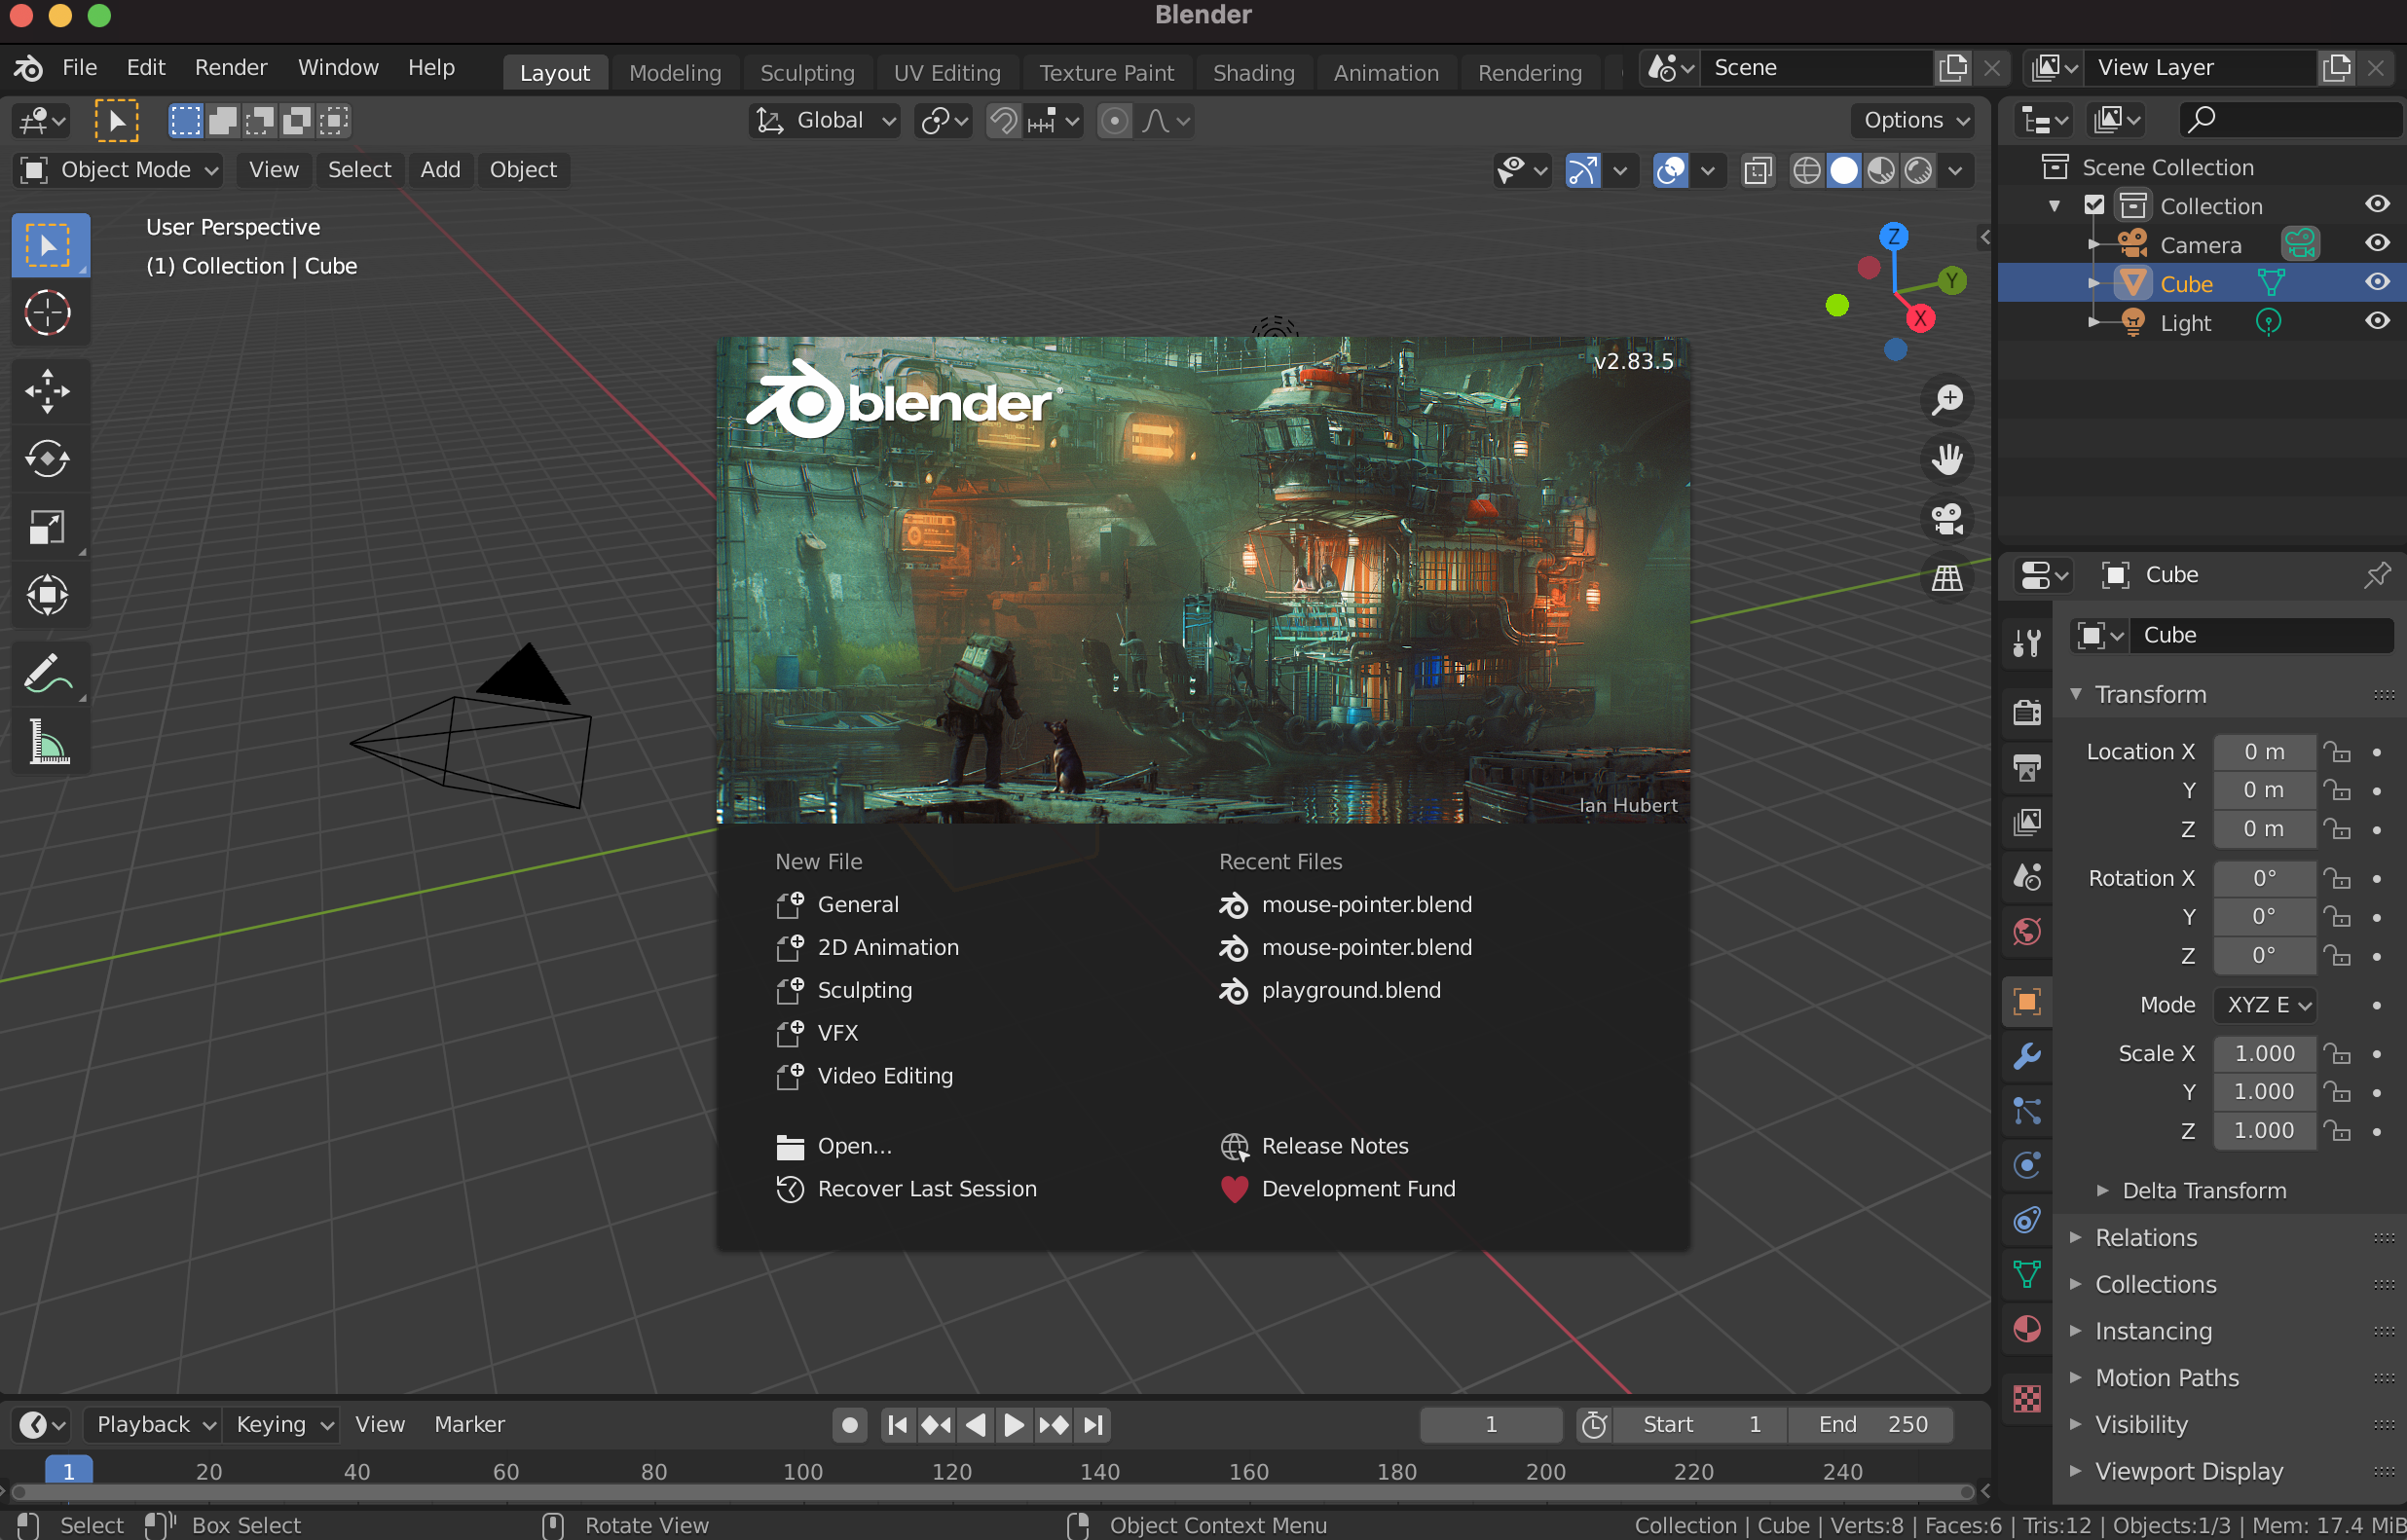 Blender
File Edit Render Window Help Layout Modeling Sculpting UV Editing Texture Paint Shading Animation Rendering Scene View Layer
Global Options
Object Mode View Select Add Object
User Perspective
(1) Collection | Cube
Z
Y
X
Scene Collection
Collection
Camera
Cube
Light
blender
v2.83.5
Ian Hubert
New File
General
2D Animation
Sculpting
VFX
Video Editing
Open...
Recover Last Session
Recent Files
mouse-pointer.blend
mouse-pointer.blend
playground.blend
Release Notes
Development Fund
Cube
Cube
Transform
Location X 0 m
Y 0 m
Z 0 m
Rotation X 0°
Y 0°
Z 0°
Mode XYZ E
Scale X 1.000
Y 1.000
Z 1.000
Delta Transform
Relations
Collections
Instancing
Motion Paths
Visibility
Viewport Display
Playback Keying View Marker 1 Start 1 End 250
1 20 40 60 80 100 120 140 160 180 200 220 240
Select Box Select Rotate View Object Context Menu Collection | Cube | Verts:8 | Faces:6 | Tris:12 | Objects:1/3 | Mem: 17.4 Mi